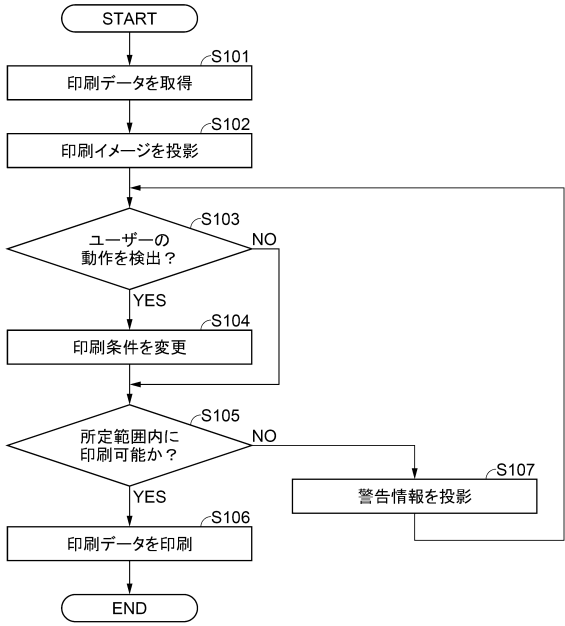 START
S101
印刷データを取得
S102
印刷イメージを投影
S103
ユーザーの
動作を検出？
NO
YES
S104
印刷条件を変更
S105
所定範囲内に
印刷可能か？
NO
YES
S107
警告情報を投影
S106
印刷データを印刷
END